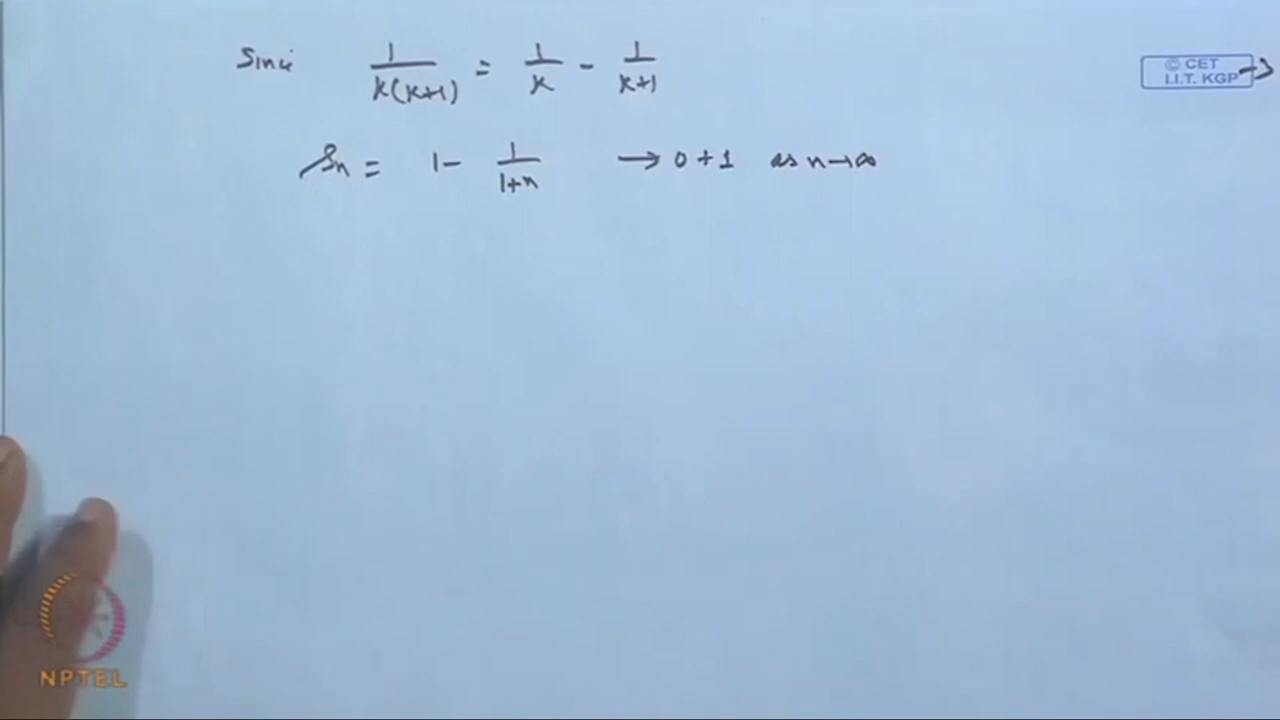 Since 1/k(k+1) = 1/k - 1/k+1
© CET
I.I.T. KGP
Sn = 1 - 1/1+n → 0 + 1 as n→∞
NPTEL